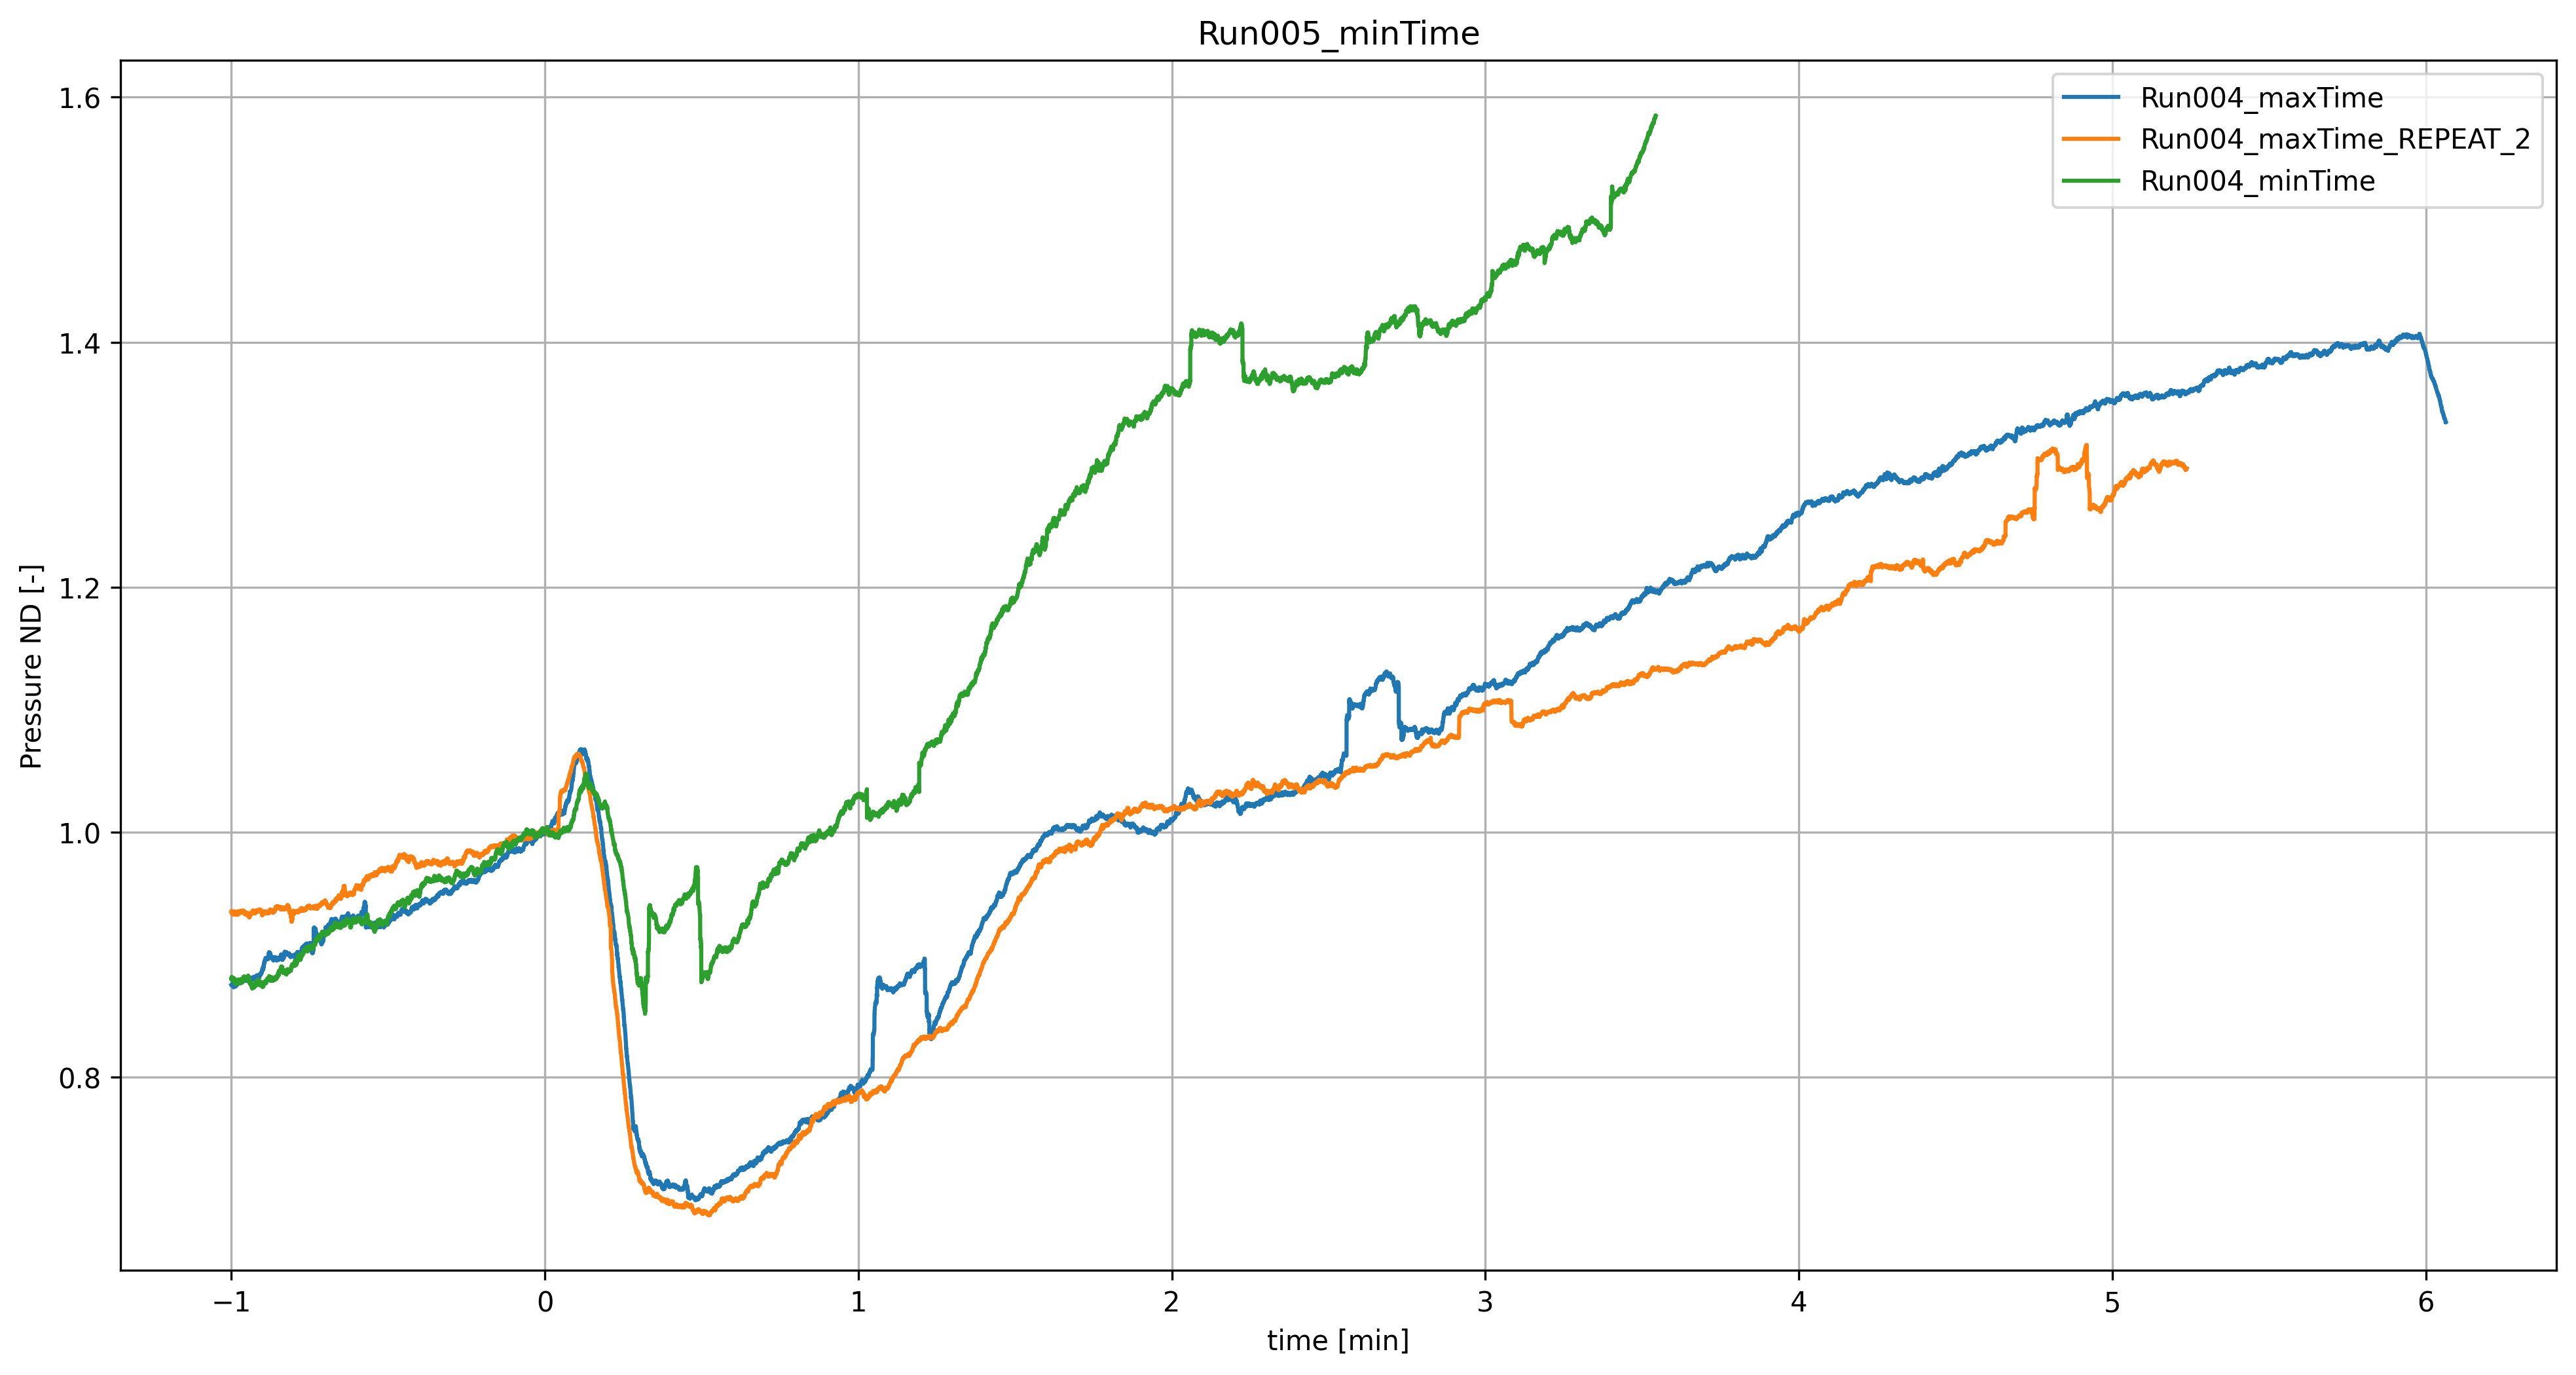 Run005_minTime
Run004_maxTime
Run004_maxTime_REPEAT_2
Run004_minTime
1.6
1.4
1.2
1.0
0.8
Pressure ND [-]
−1 0 1 2 3 4 5 6
time [min]